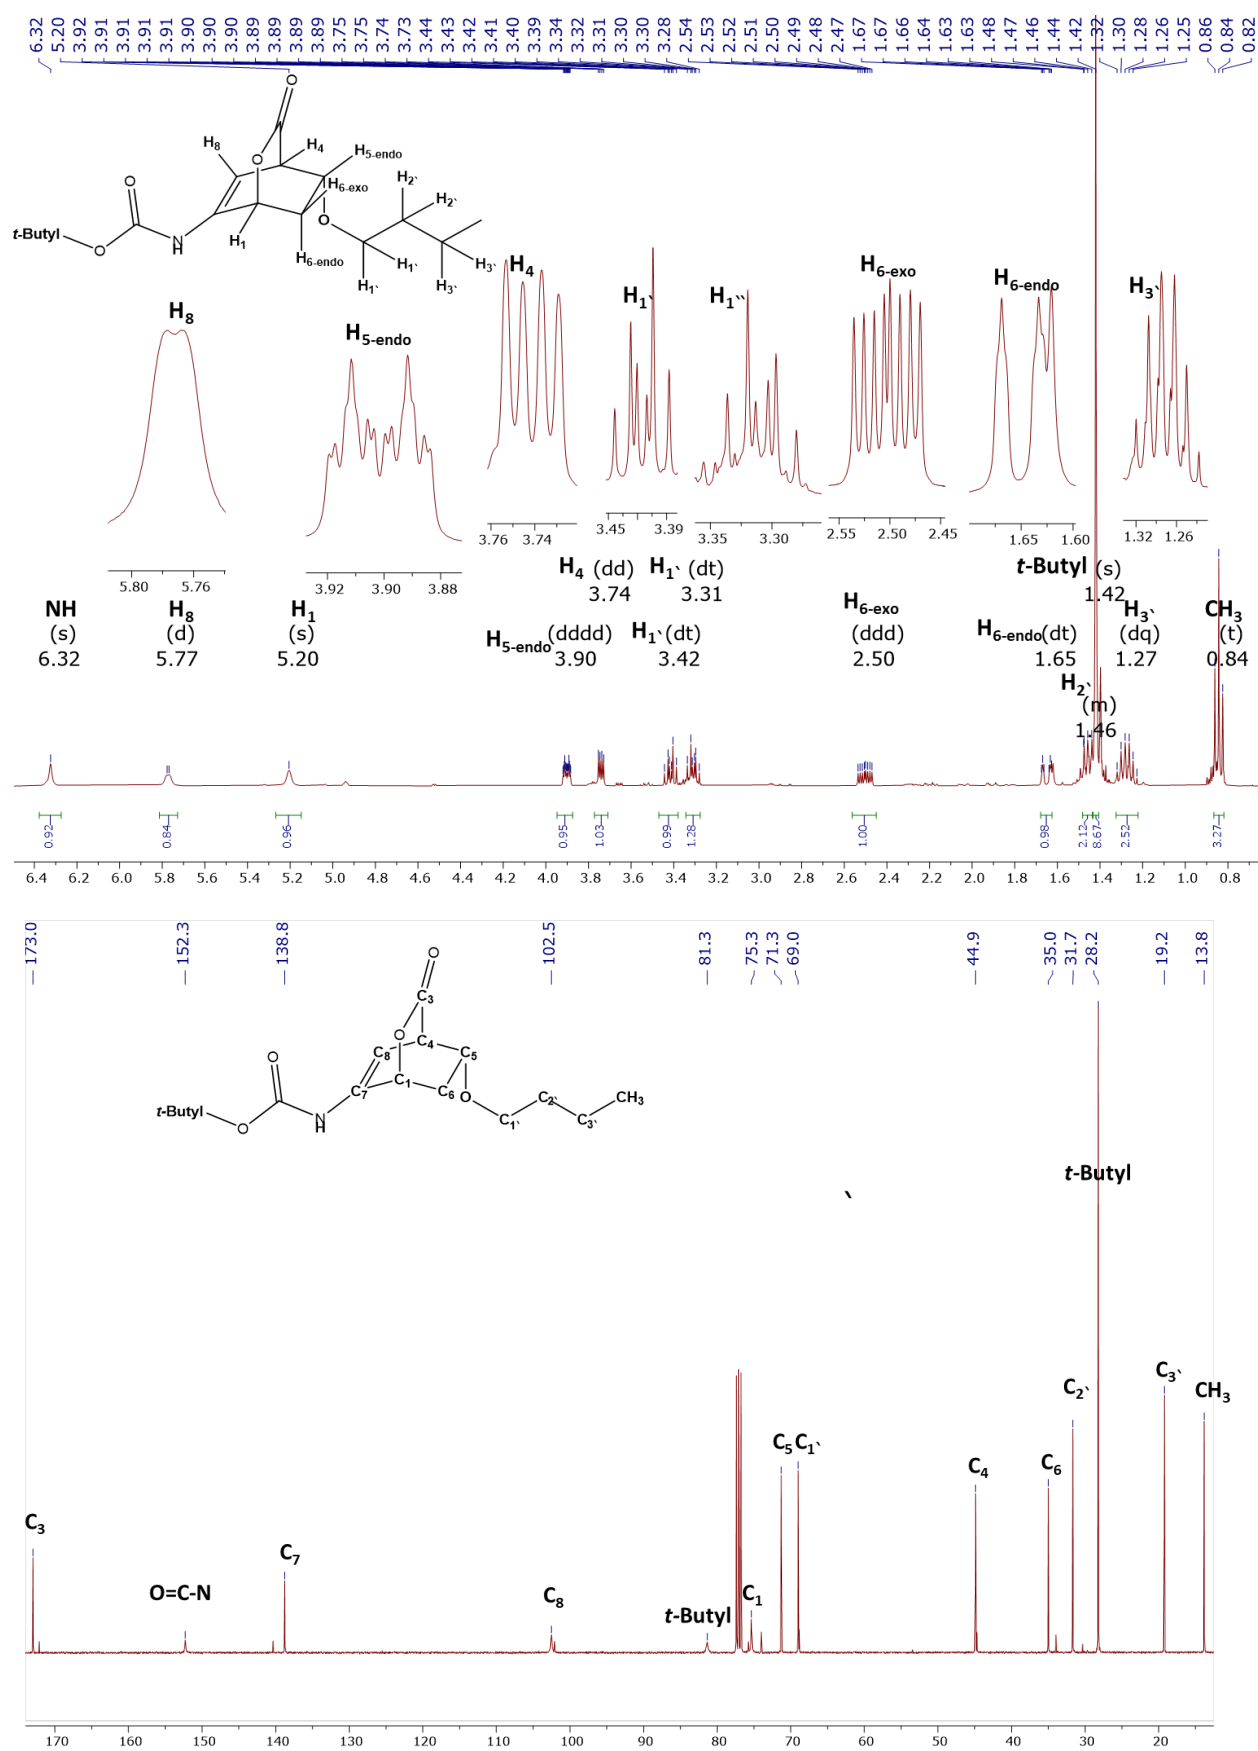 6.32 5.20 3.92 3.91 3.91 3.91 3.91 3.90 3.90 3.90 3.89 3.89 3.89 3.75 3.75 3.74 3.73 3.44 3.43 3.42 3.41 3.40 3.39 3.34 3.32 3.31 3.30 3.30 3.28 2.54 2.53 2.52 2.51 2.50 2.49 2.48 2.47 1.67 1.67 1.66 1.64 1.63 1.63 1.48 1.47 1.46 1.44 1.42 1.32 1.30 1.28 1.26 1.25 0.86 0.84 0.82
O
H8 O H4 H5-endo
O H6-exo H2` H2`
t-Butyl O N H H1 O
H6-endo H1` H1` H3` H3`
H8 H5-endo H4 H1` H1`` H6-exo H6-endo H3`
5.80 5.76 3.92 3.90 3.88 3.76 3.74 3.45 3.39 3.35 3.30 2.55 2.50 2.45 1.65 1.60 1.32 1.26
H4 (dd) H1` (dt) t-Butyl (s)
3.74 3.31 1.42
NH H8 H1 H6-exo H3` CH3
(s) (d) (s) H5-endo (dddd) H1` (dt) (ddd) H6-endo (dt) (dq) (t)
6.32 5.77 5.20 3.90 3.42 2.50 1.65 1.27 0.84
H2`
(m)
1.46
0.92 0.84 0.96 0.95 1.03 0.99 1.28 1.00 0.98 2.12 8.67 2.52 3.27
6.4 6.2 6.0 5.8 5.6 5.4 5.2 5.0 4.8 4.6 4.4 4.2 4.0 3.8 3.6 3.4 3.2 3.0 2.8 2.6 2.4 2.2 2.0 1.8 1.6 1.4 1.2 1.0 0.8
173.0 152.3 138.8 102.5 81.3 75.3 71.3 69.0 44.9 35.0 31.7 28.2 19.2 13.8
O
C3
O
O C8 C4 C5
C7 C1 C6 O C2` CH3
t-Butyl O N H C1` C3`
t-Butyl
`
C3` CH3
C2`
C5 C1` C4 C6
C3 C7
O=C-N C8 t-Butyl C1
170 160 150 140 130 120 110 100 90 80 70 60 50 40 30 20